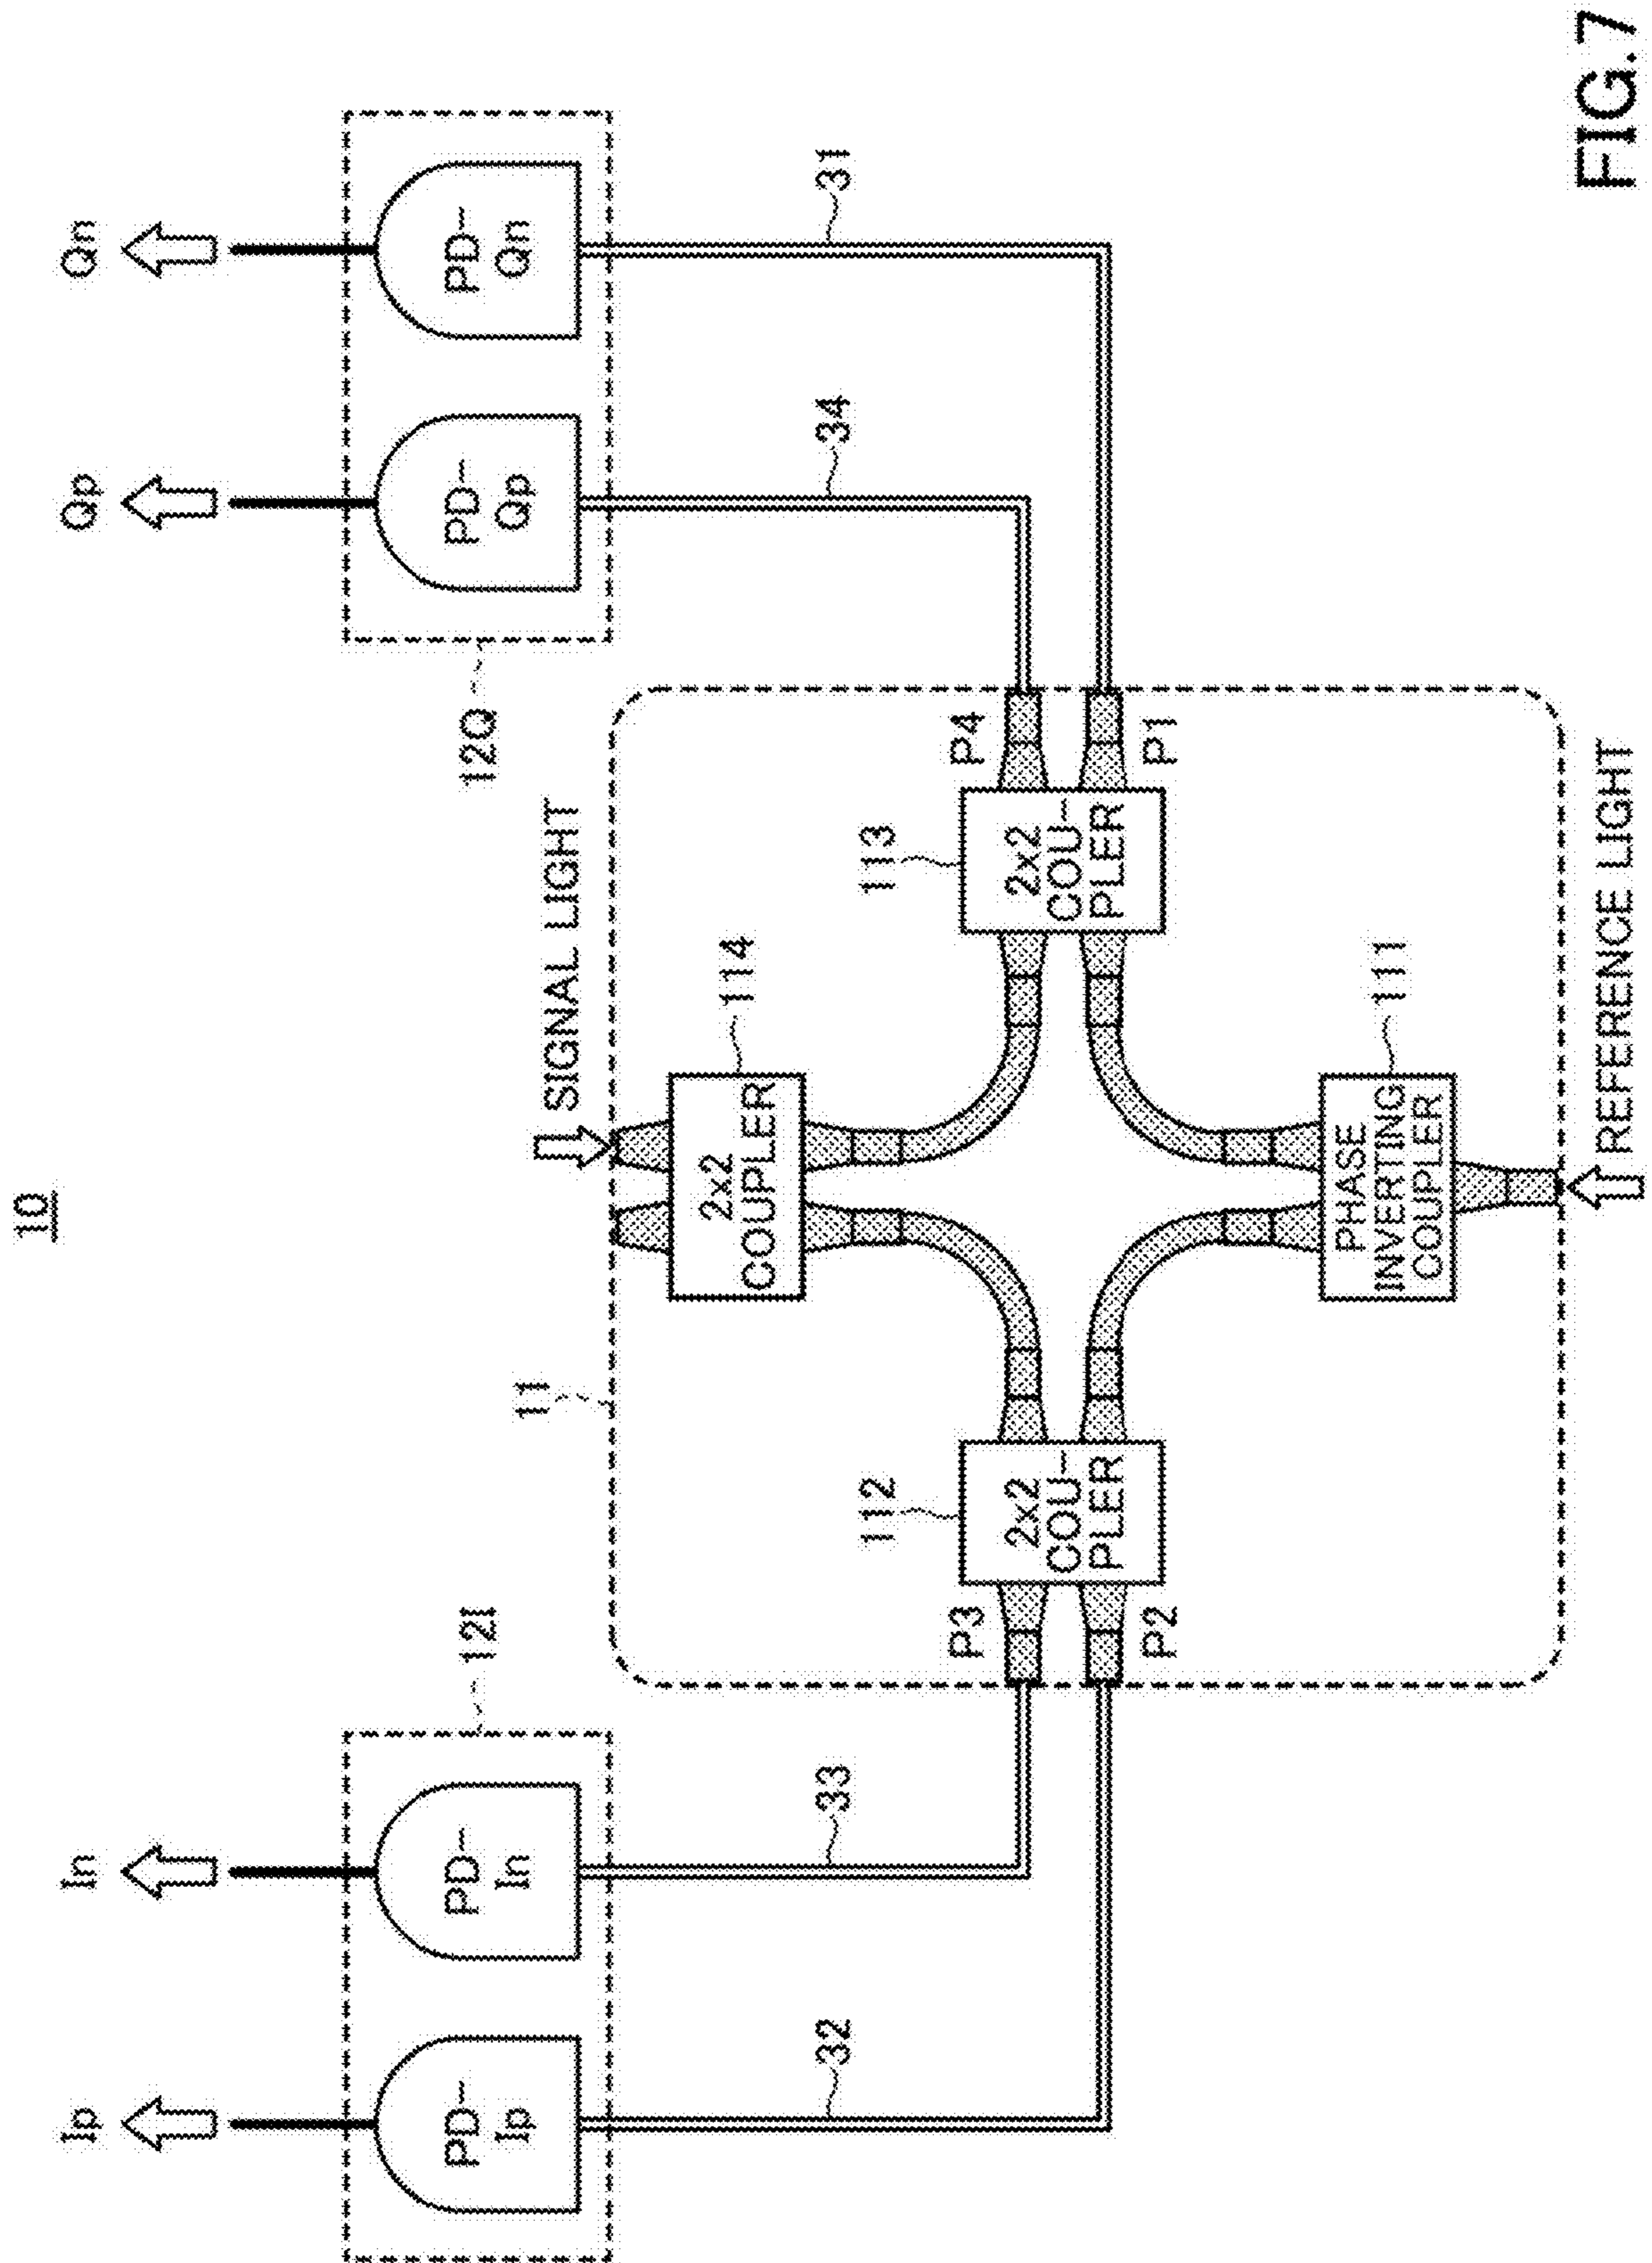 10
Ip
In
Qp
Qn
PD-
Ip
PD-
In
PD-
Qp
PD-
Qn
12I
12Q
32
33
34
31
11
SIGNAL LIGHT
114
2x2
COUPLER
112
113
P3
P2
2x2
COU-
PLER
2x2
COU-
PLER
P4
P1
111
PHASE
INVERTING
COUPLER
REFERENCE LIGHT
FIG.7